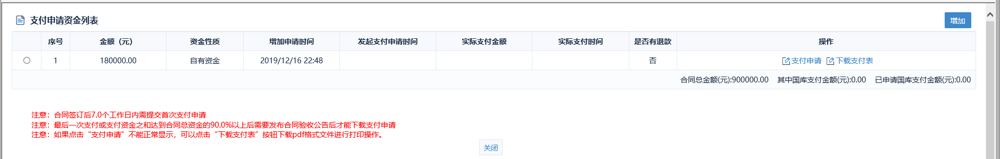 支付申请资金列表
增加
序号 金额（元） 资金性质 增加申请时间 发起支付申请时间 实际支付金额 实际支付时间 是否有退款 操作
1 180000.00 自有资金 2019/12/16 22:48 否 支付申请 下载支付表
合同总金额(元):900000.00 其中国库支付金额(元):0.00 已申请国库支付金额(元):0.00
注意：合同签订后7.0个工作日内需提交首次支付申请
注意：最后一次支付或支付资金之和达到合同总资金的90.0%以上后需要发布合同验收公告后才能下载支付申请
注意：如果点击“支付申请”不能正常显示，可以点击“下载支付表”按钮下载pdf格式文件进行打印操作。
关闭